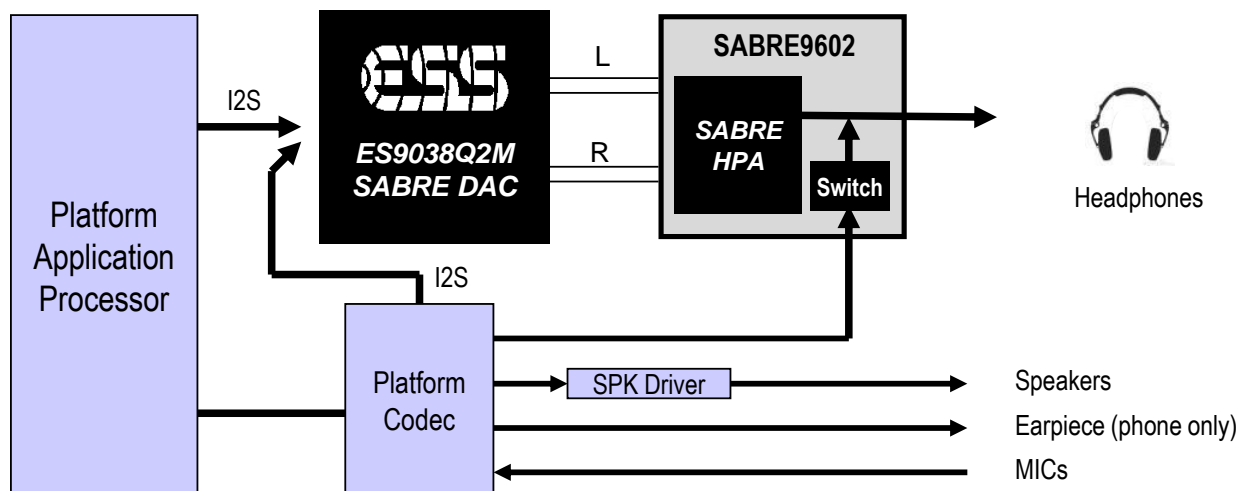 I2S
ESS
ES9038Q2M
SABRE DAC
L
R
SABRE9602
SABRE
HPA
Switch
Headphones
Platform
Application
Processor
I2S
Platform
Codec
SPK Driver
Speakers
Earpiece (phone only)
MICs